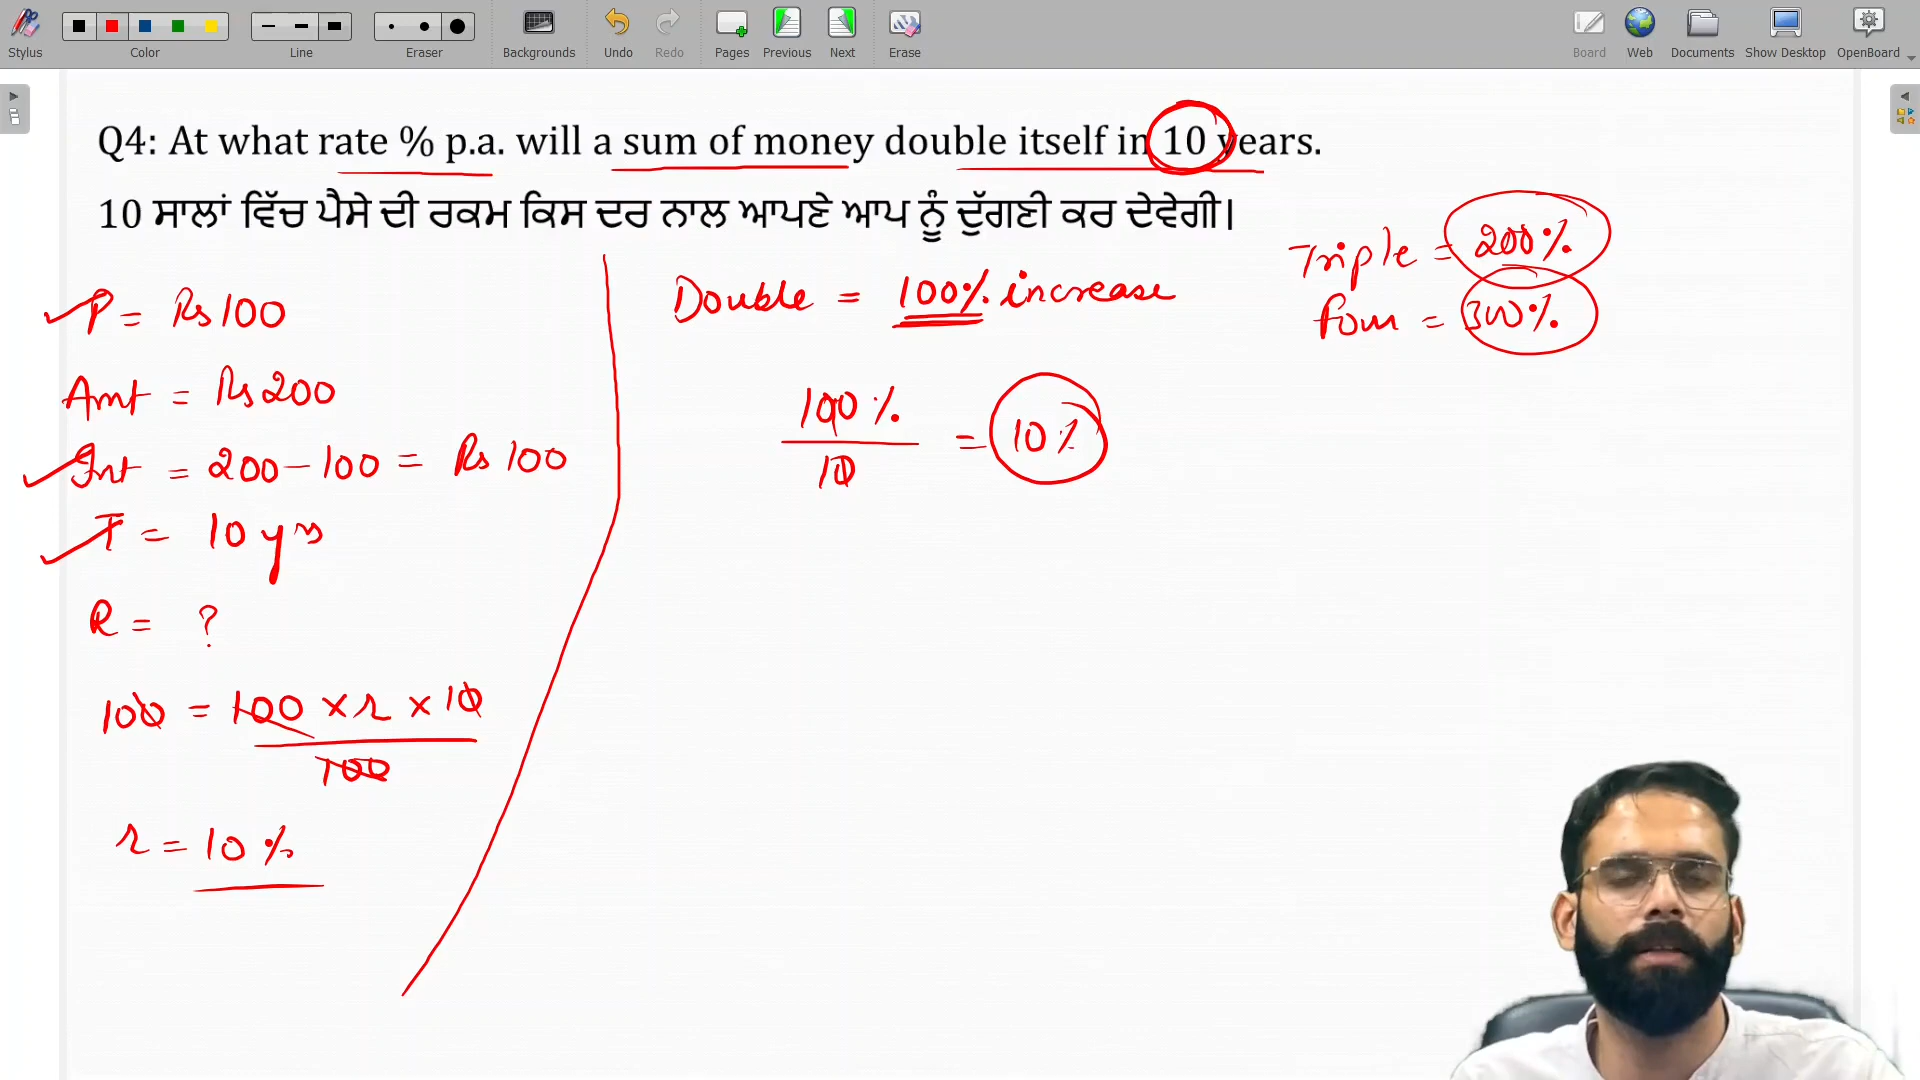 Stylus Color Line Eraser Backgrounds Undo Redo Pages Previous Next Erase Board Web Documents Show Desktop OpenBoard
Q4: At what rate % p.a. will a sum of money double itself in 10 years.
10 ਸਾਲਾਂ ਵਿੱਚ ਪੈਸੇ ਦੀ ਰਕਮ ਕਿਸ ਦਰ ਨਾਲ ਆਪਣੇ ਆਪ ਨੂੰ ਦੁੱਗਣੀ ਕਰ ਦੇਵੇਗੀ।
P = Rs 100
Amt = Rs 200
Int = 200 - 100 = Rs 100
T = 10 yrs
R = ?
100 = 100 × r × 10
100
r = 10 %
Double = 100% increase
100 %
10
= 10 %
Triple = 200%
four = 300%